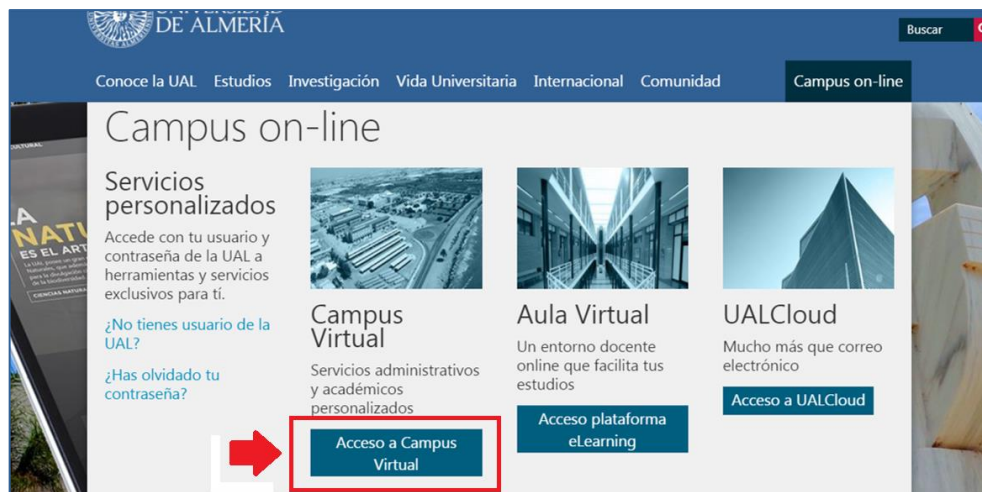 DE ALMERÍA
Buscar
Conoce la UAL Estudios Investigación Vida Universitaria Internacional Comunidad Campus on-line
Campus on-line
Servicios
personalizados
Accede con tu usuario y
contraseña de la UAL a
herramientas y servicios
exclusivos para tí.
¿No tienes usuario de la
UAL?
¿Has olvidado tu
contraseña?
Campus
Virtual
Servicios administrativos
y académicos
personalizados
Acceso a Campus
Virtual
Aula Virtual
Un entorno docente
online que facilita tus
estudios
Acceso plataforma
eLearning
UALCloud
Mucho más que correo
electrónico
Acceso a UALCloud
ES EL ART